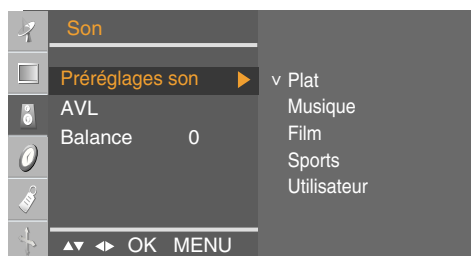 Son
Préréglages son
AVL
Balance 0
v Plat
Musique
Film
Sports
Utilisateur
OK MENU